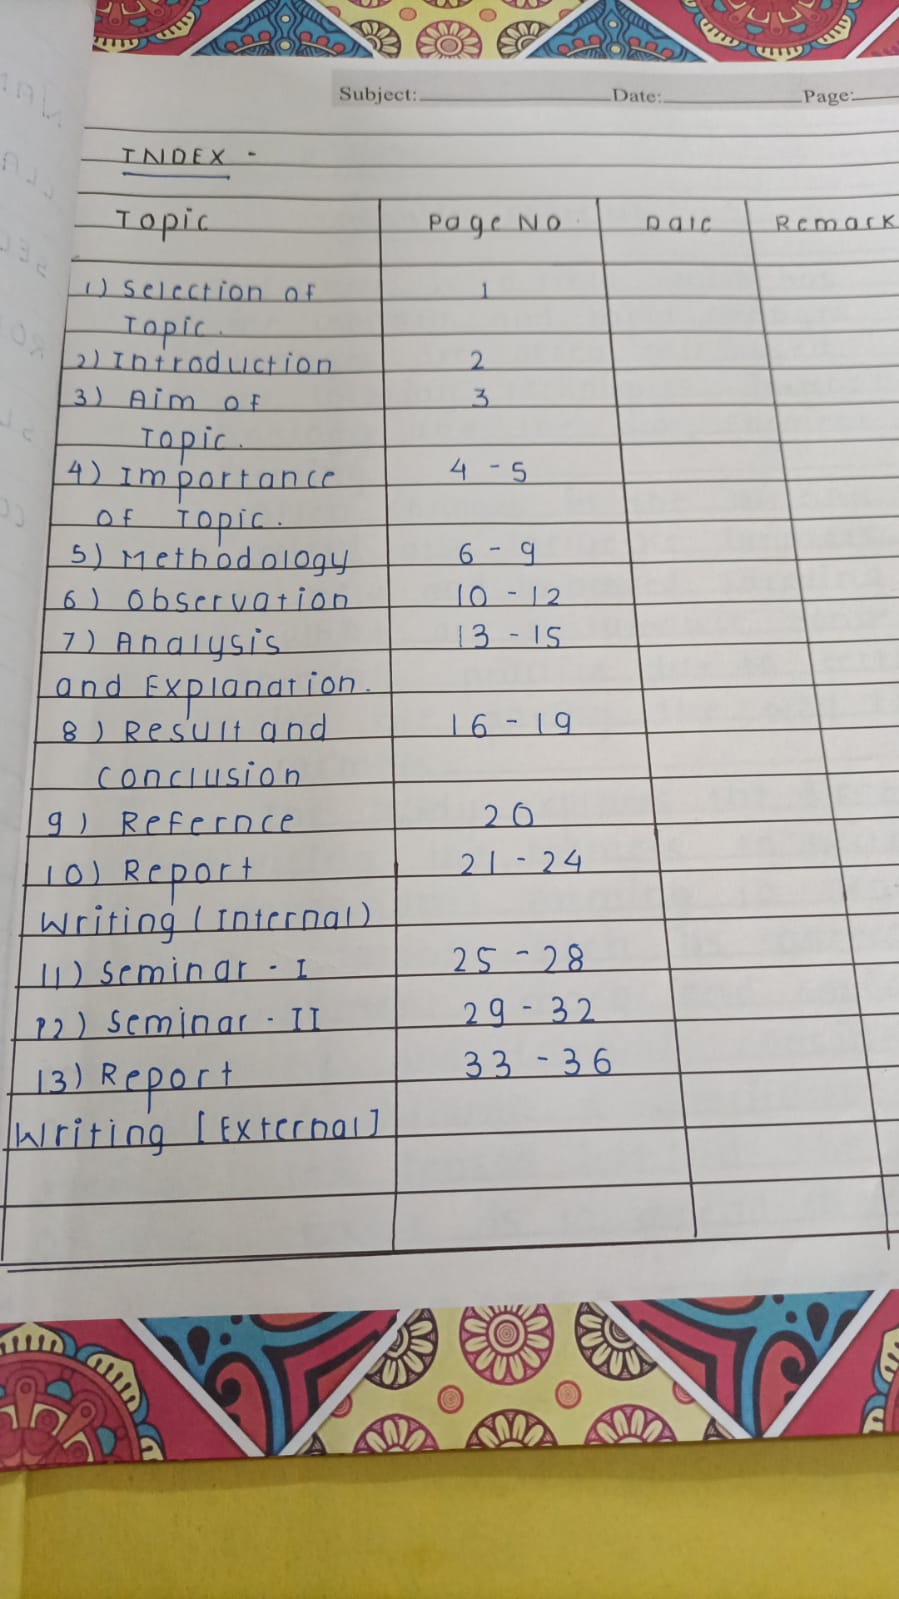 Subject: Date: Page:
INDEX -
Topic Page No. Date Remark
1) Selection of 1
Topic.
2) Introduction 2
3) Aim of 3
Topic.
4) Importance 4 - 5
of Topic.
5) Methodology 6 - 9
6) Observation 10 - 12
7) Analysis 13 - 15
and Explanation.
8) Result and 16 - 19
conclusion
9) Refernce 20
10) Report 21 - 24
Writing (Internal)
11) Seminar - I 25 - 28
12) Seminar - II 29 - 32
13) Report 33 - 36
Writing [External]